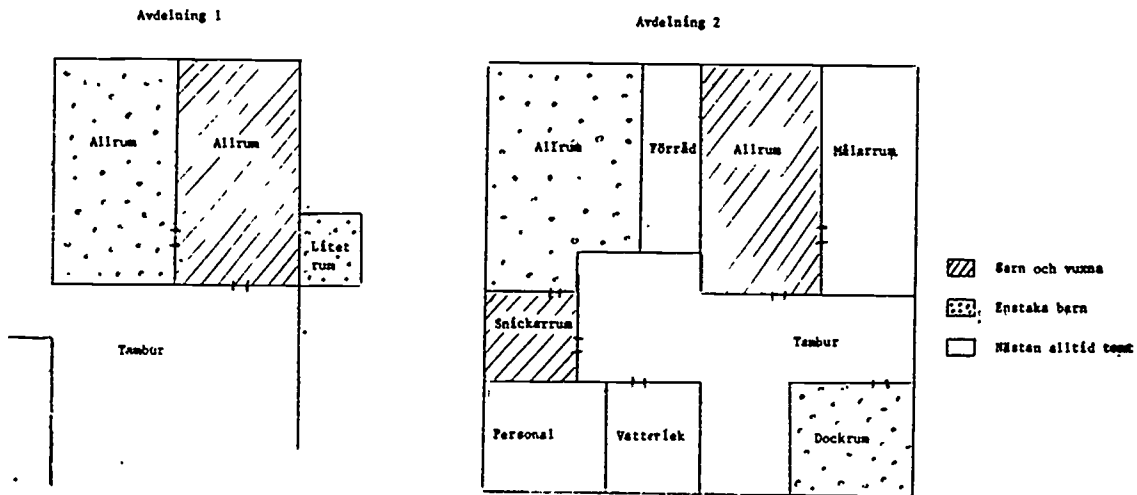 Avdelning 1
Allrum
Allrum
Litet
rum
Tambur
Avdelning 2
Allrum
Förråd
Allrum
Målarrum
Snickarrum
Tambur
Personal
Vattenlek
Dockrum
Barn och vuxna
Enstaka barn
Nästan alltid tomt